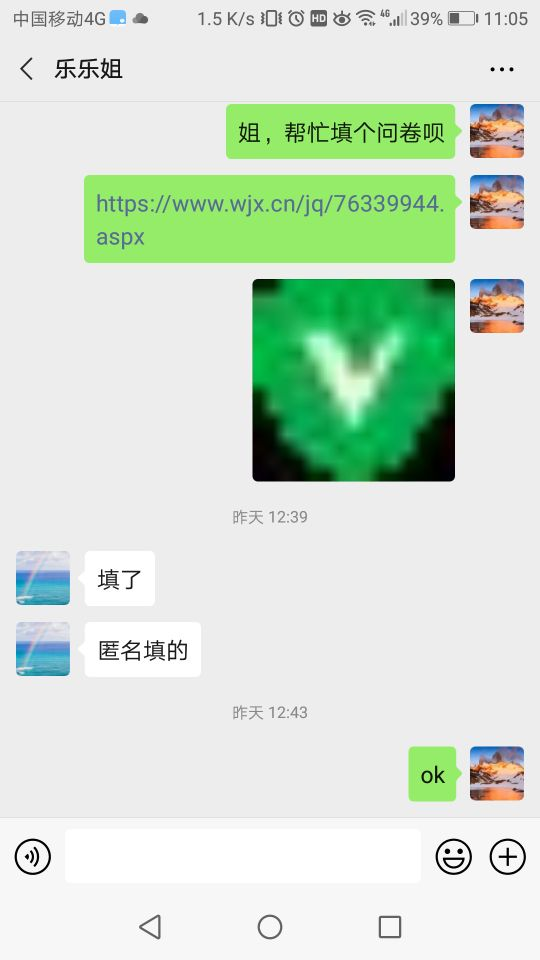 中国移动4G 1.5 K/s HD 4G 39% 11:05
乐乐姐
姐，帮忙填个问卷呗
https://www.wjx.cn/jq/76339944.
aspx
V
昨天 12:39
填了
匿名填的
昨天 12:43
ok